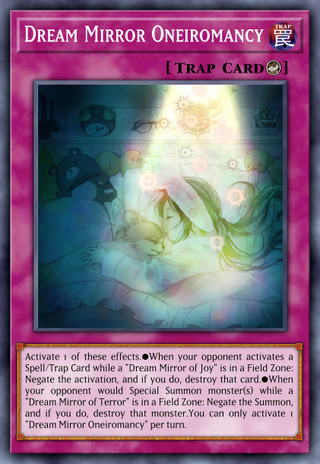 Dream Mirror Oneiromancy
TRAP
罠
[Trap Card]
Activate 1 of these effects.●When your opponent activates a
Spell/Trap Card while a "Dream Mirror of Joy" is in a Field Zone:
Negate the activation, and if you do, destroy that card.●When
your opponent would Special Summon monster(s) while a
"Dream Mirror of Terror" is in a Field Zone: Negate the Summon,
and if you do, destroy that monster.You can only activate 1
"Dream Mirror Oneiromancy" per turn.